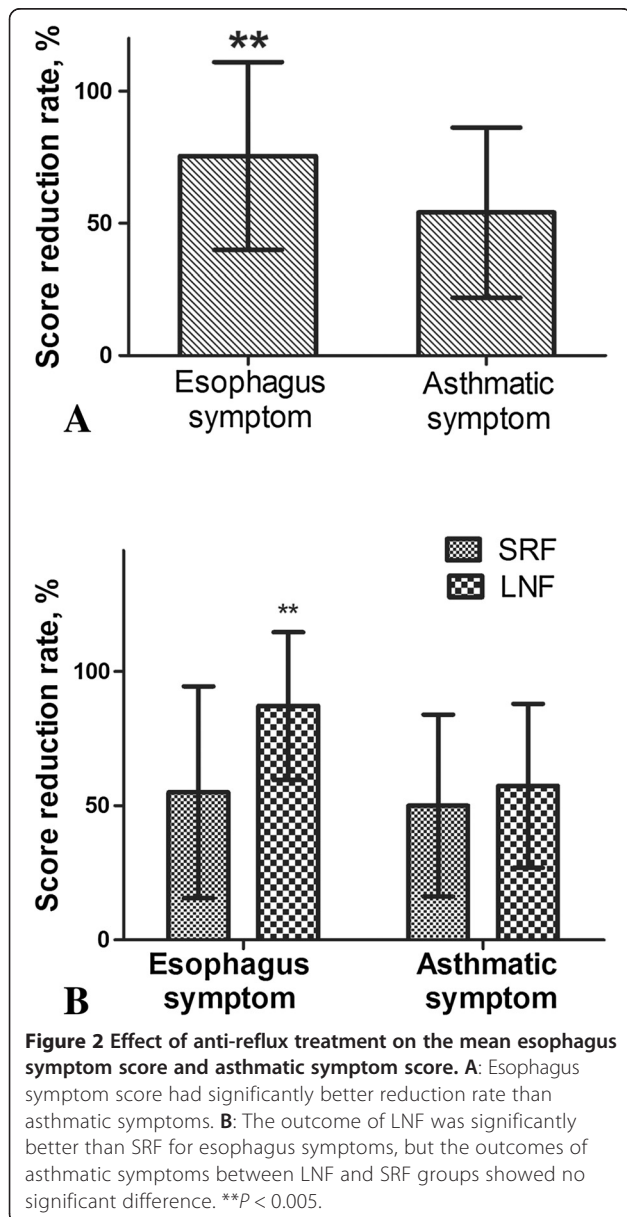 **
Score reduction rate, %
100
50
0
Esophagus
symptom
Asthmatic
symptom
A
SRF
LNF
**
Score reduction rate, %
100
50
0
Esophagus
symptom
Asthmatic
symptom
B
Figure 2 Effect of anti-reflux treatment on the mean esophagus
symptom score and asthmatic symptom score. A: Esophagus
symptom score had significantly better reduction rate than
asthmatic symptoms. B: The outcome of LNF was significantly
better than SRF for esophagus symptoms, but the outcomes of
asthmatic symptoms between LNF and SRF groups showed no
significant difference. **P < 0.005.